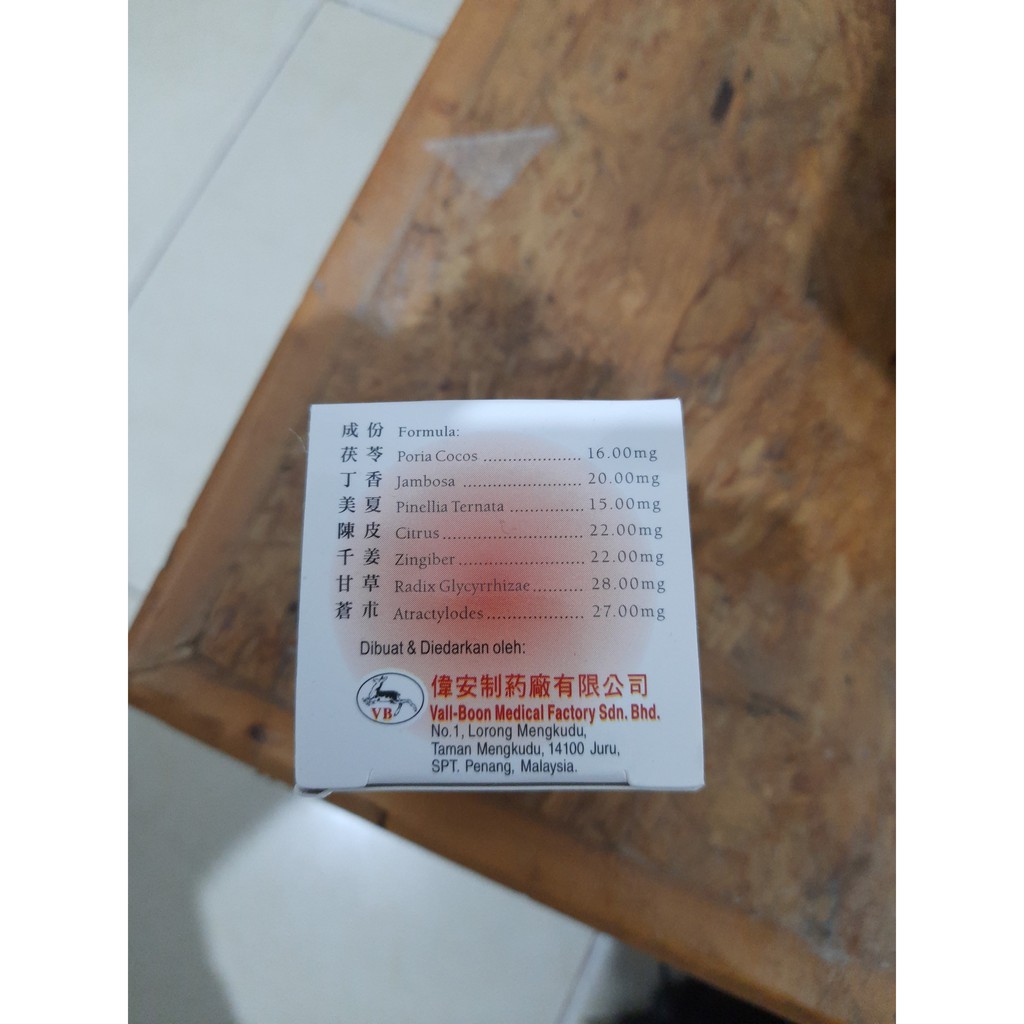 成份 Formula:
茯苓 Poria Cocos .................... 16.00mg
丁香 Jambosa ........................ 20.00mg
美夏 Pinellia Ternata ............... 15.00mg
陳皮 Citrus............................. 22.00mg
千姜 Zingiber.......................... 22.00mg
甘草 Radix Glycyrrhizae.......... 28.00mg
蒼朮 Atractylodes.................... 27.00mg
Dibuat & Diedarkan oleh:
VB
偉安制药廠有限公司
Vall-Boon Medical Factory Sdn. Bhd.
No.1, Lorong Mengkudu,
Taman Mengkudu, 14100 Juru,
SPT. Penang, Malaysia.